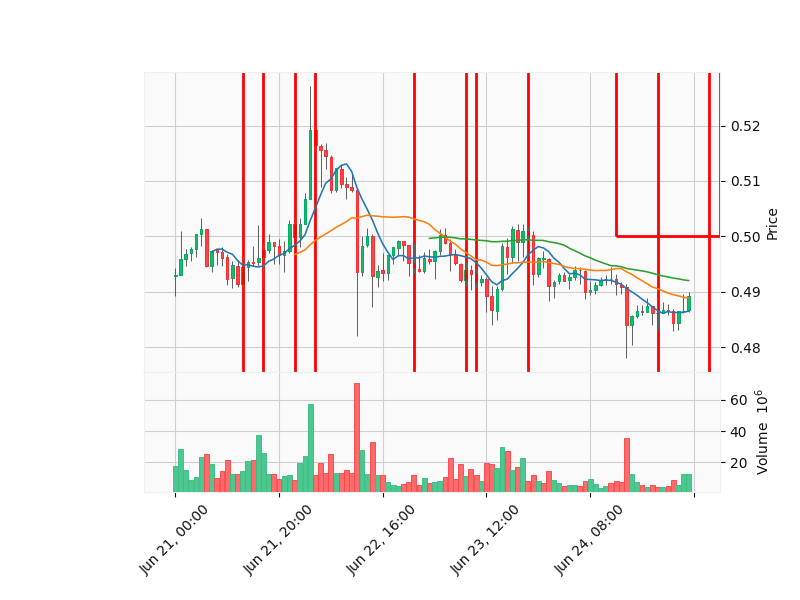 0.52
0.51
0.50
0.49
0.48
Price
60
40
20
Volume 10^6
Jun 21, 00:00
Jun 21, 20:00
Jun 22, 16:00
Jun 23, 12:00
Jun 24, 08:00